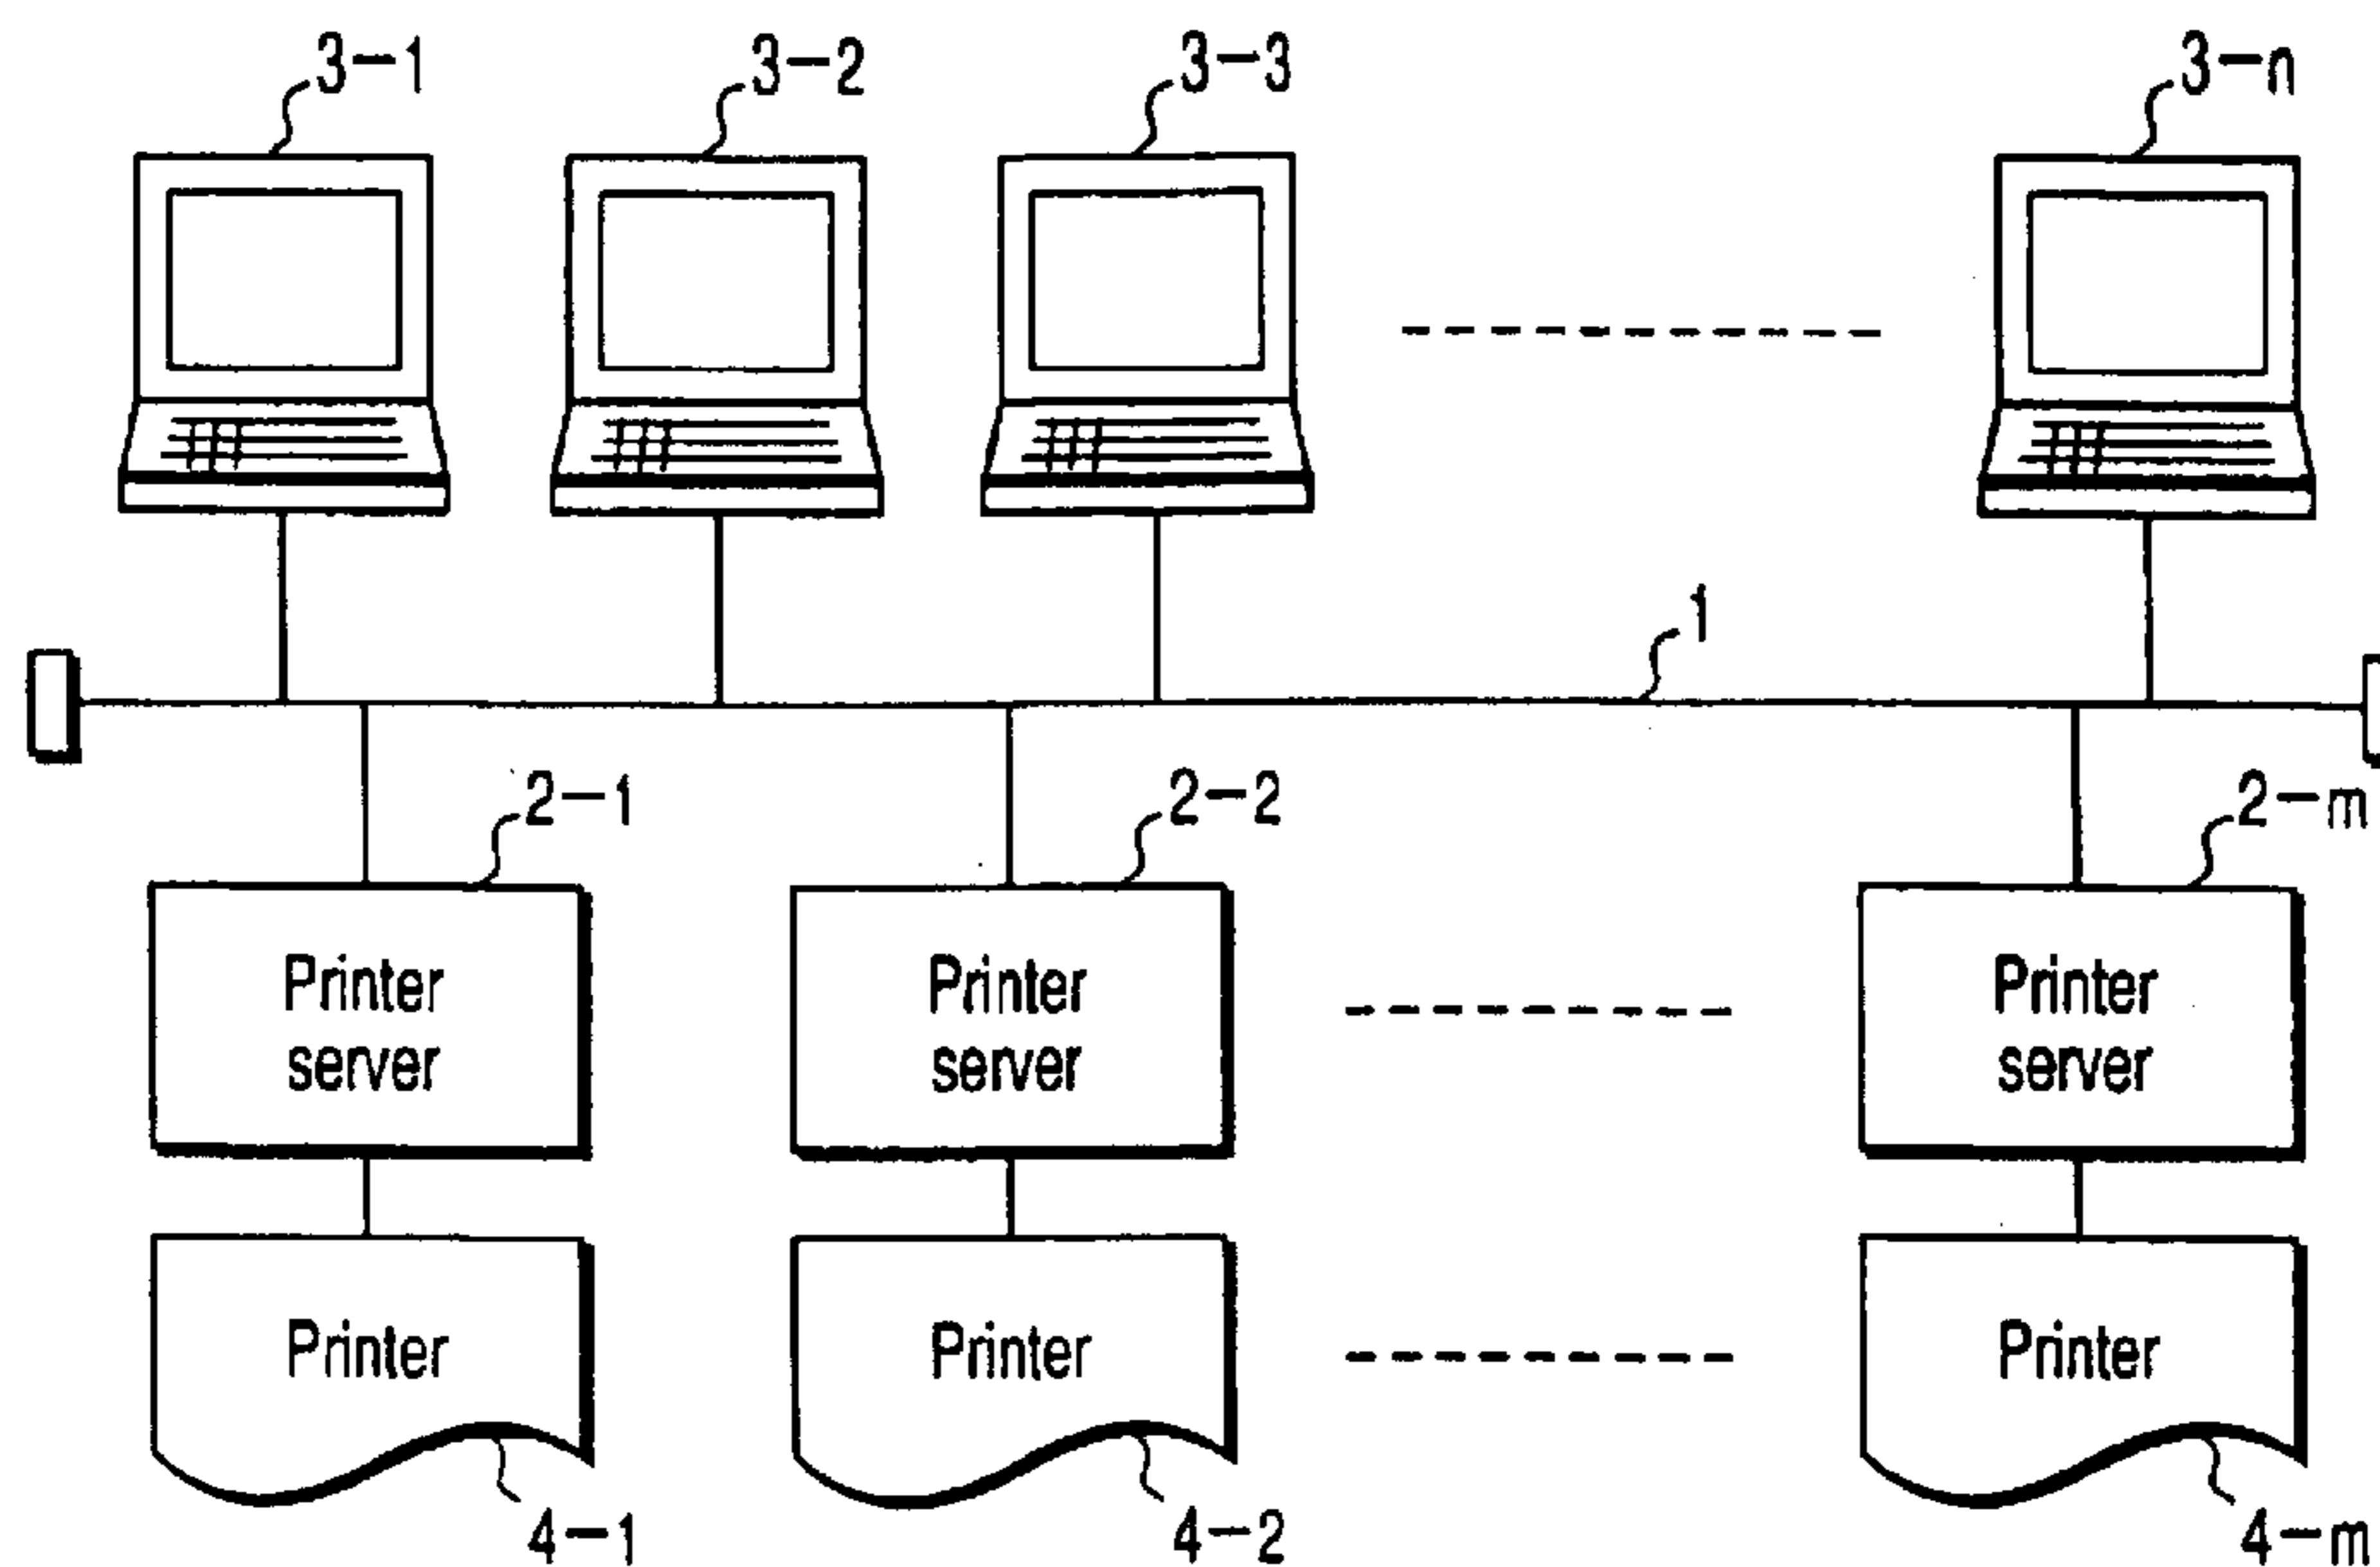 3-1
3-2
3-3
3-n
1
2-1
2-2
2-m
Printer
server
Printer
server
Printer
server
Printer
Printer
Printer
4-1
4-2
4-m